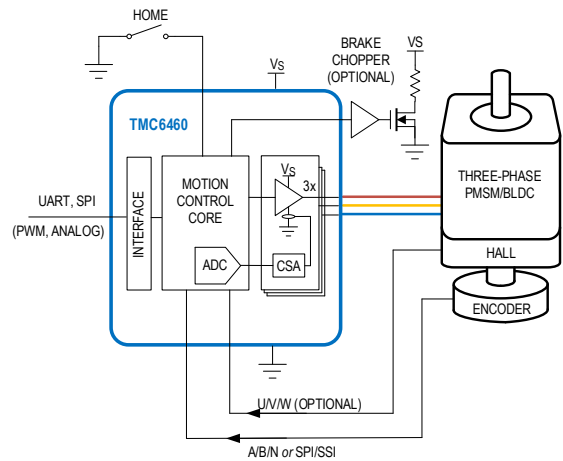 HOME
BRAKE
CHOPPER
(OPTIONAL)
VS
VS
TMC6460
UART, SPI
(PWM, ANALOG)
INTERFACE
MOTION
CONTROL
CORE
ADC
VS
3x
CSA
THREE-PHASE
PMSM/BLDC
HALL
ENCODER
U/V/W (OPTIONAL)
A/B/N or SPI/SSI